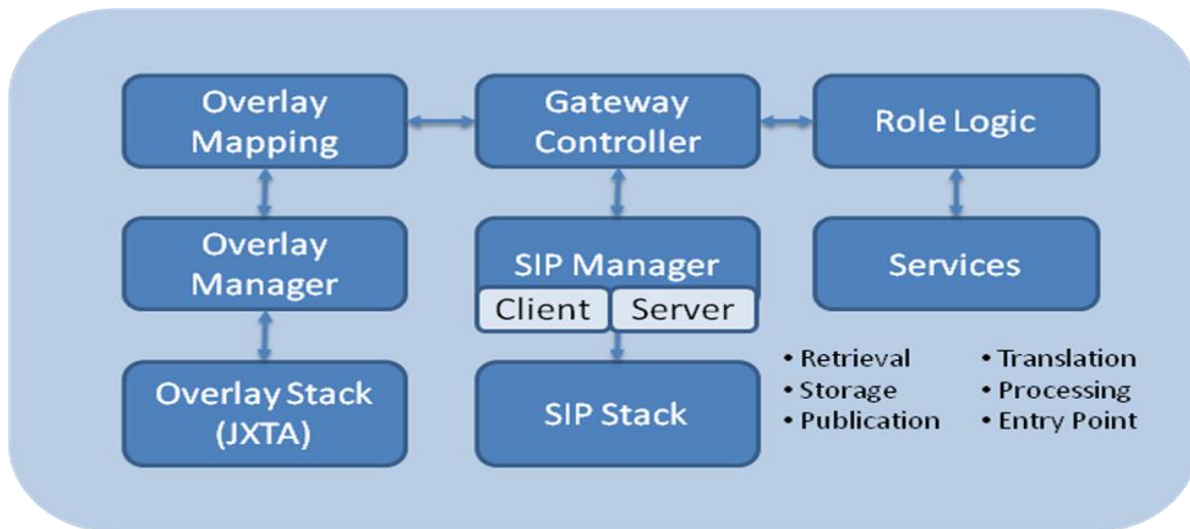 Overlay
Mapping
Gateway
Controller
Role Logic
Overlay
Manager
SIP Manager
Client
Server
Services
Overlay Stack
(JXTA)
SIP Stack
• Retrieval
• Storage
• Publication
• Translation
• Processing
• Entry Point